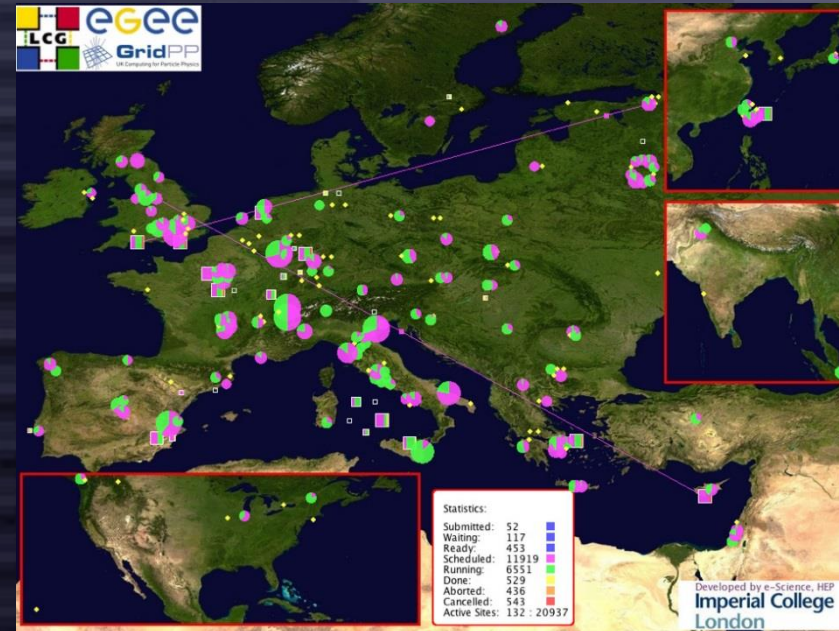 LCG
eGee
GridPP
UK Computing for Particle Physics
Statistics:
Submitted: 52
Waiting: 117
Ready: 453
Scheduled: 11919
Running: 6551
Done: 529
Aborted: 436
Cancelled: 543
Active Sites: 132 : 20937
Developed by e-Science, HEP
Imperial College
London